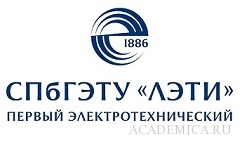 1886
СПбГЭТУ «ЛЭТИ»
ПЕРВЫЙ ЭЛЕКТРОТЕХНИЧЕСКИЙ
ACADEMICA.RU